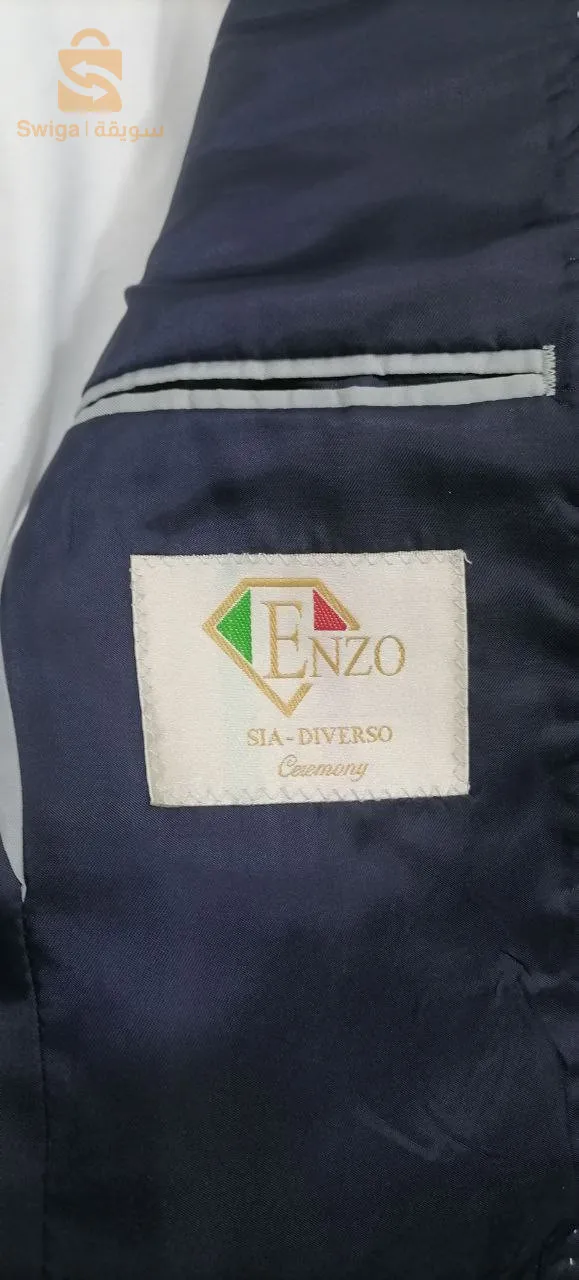 Swiga | سويقة
ENZO
SIA-DIVERSO
Ceremony